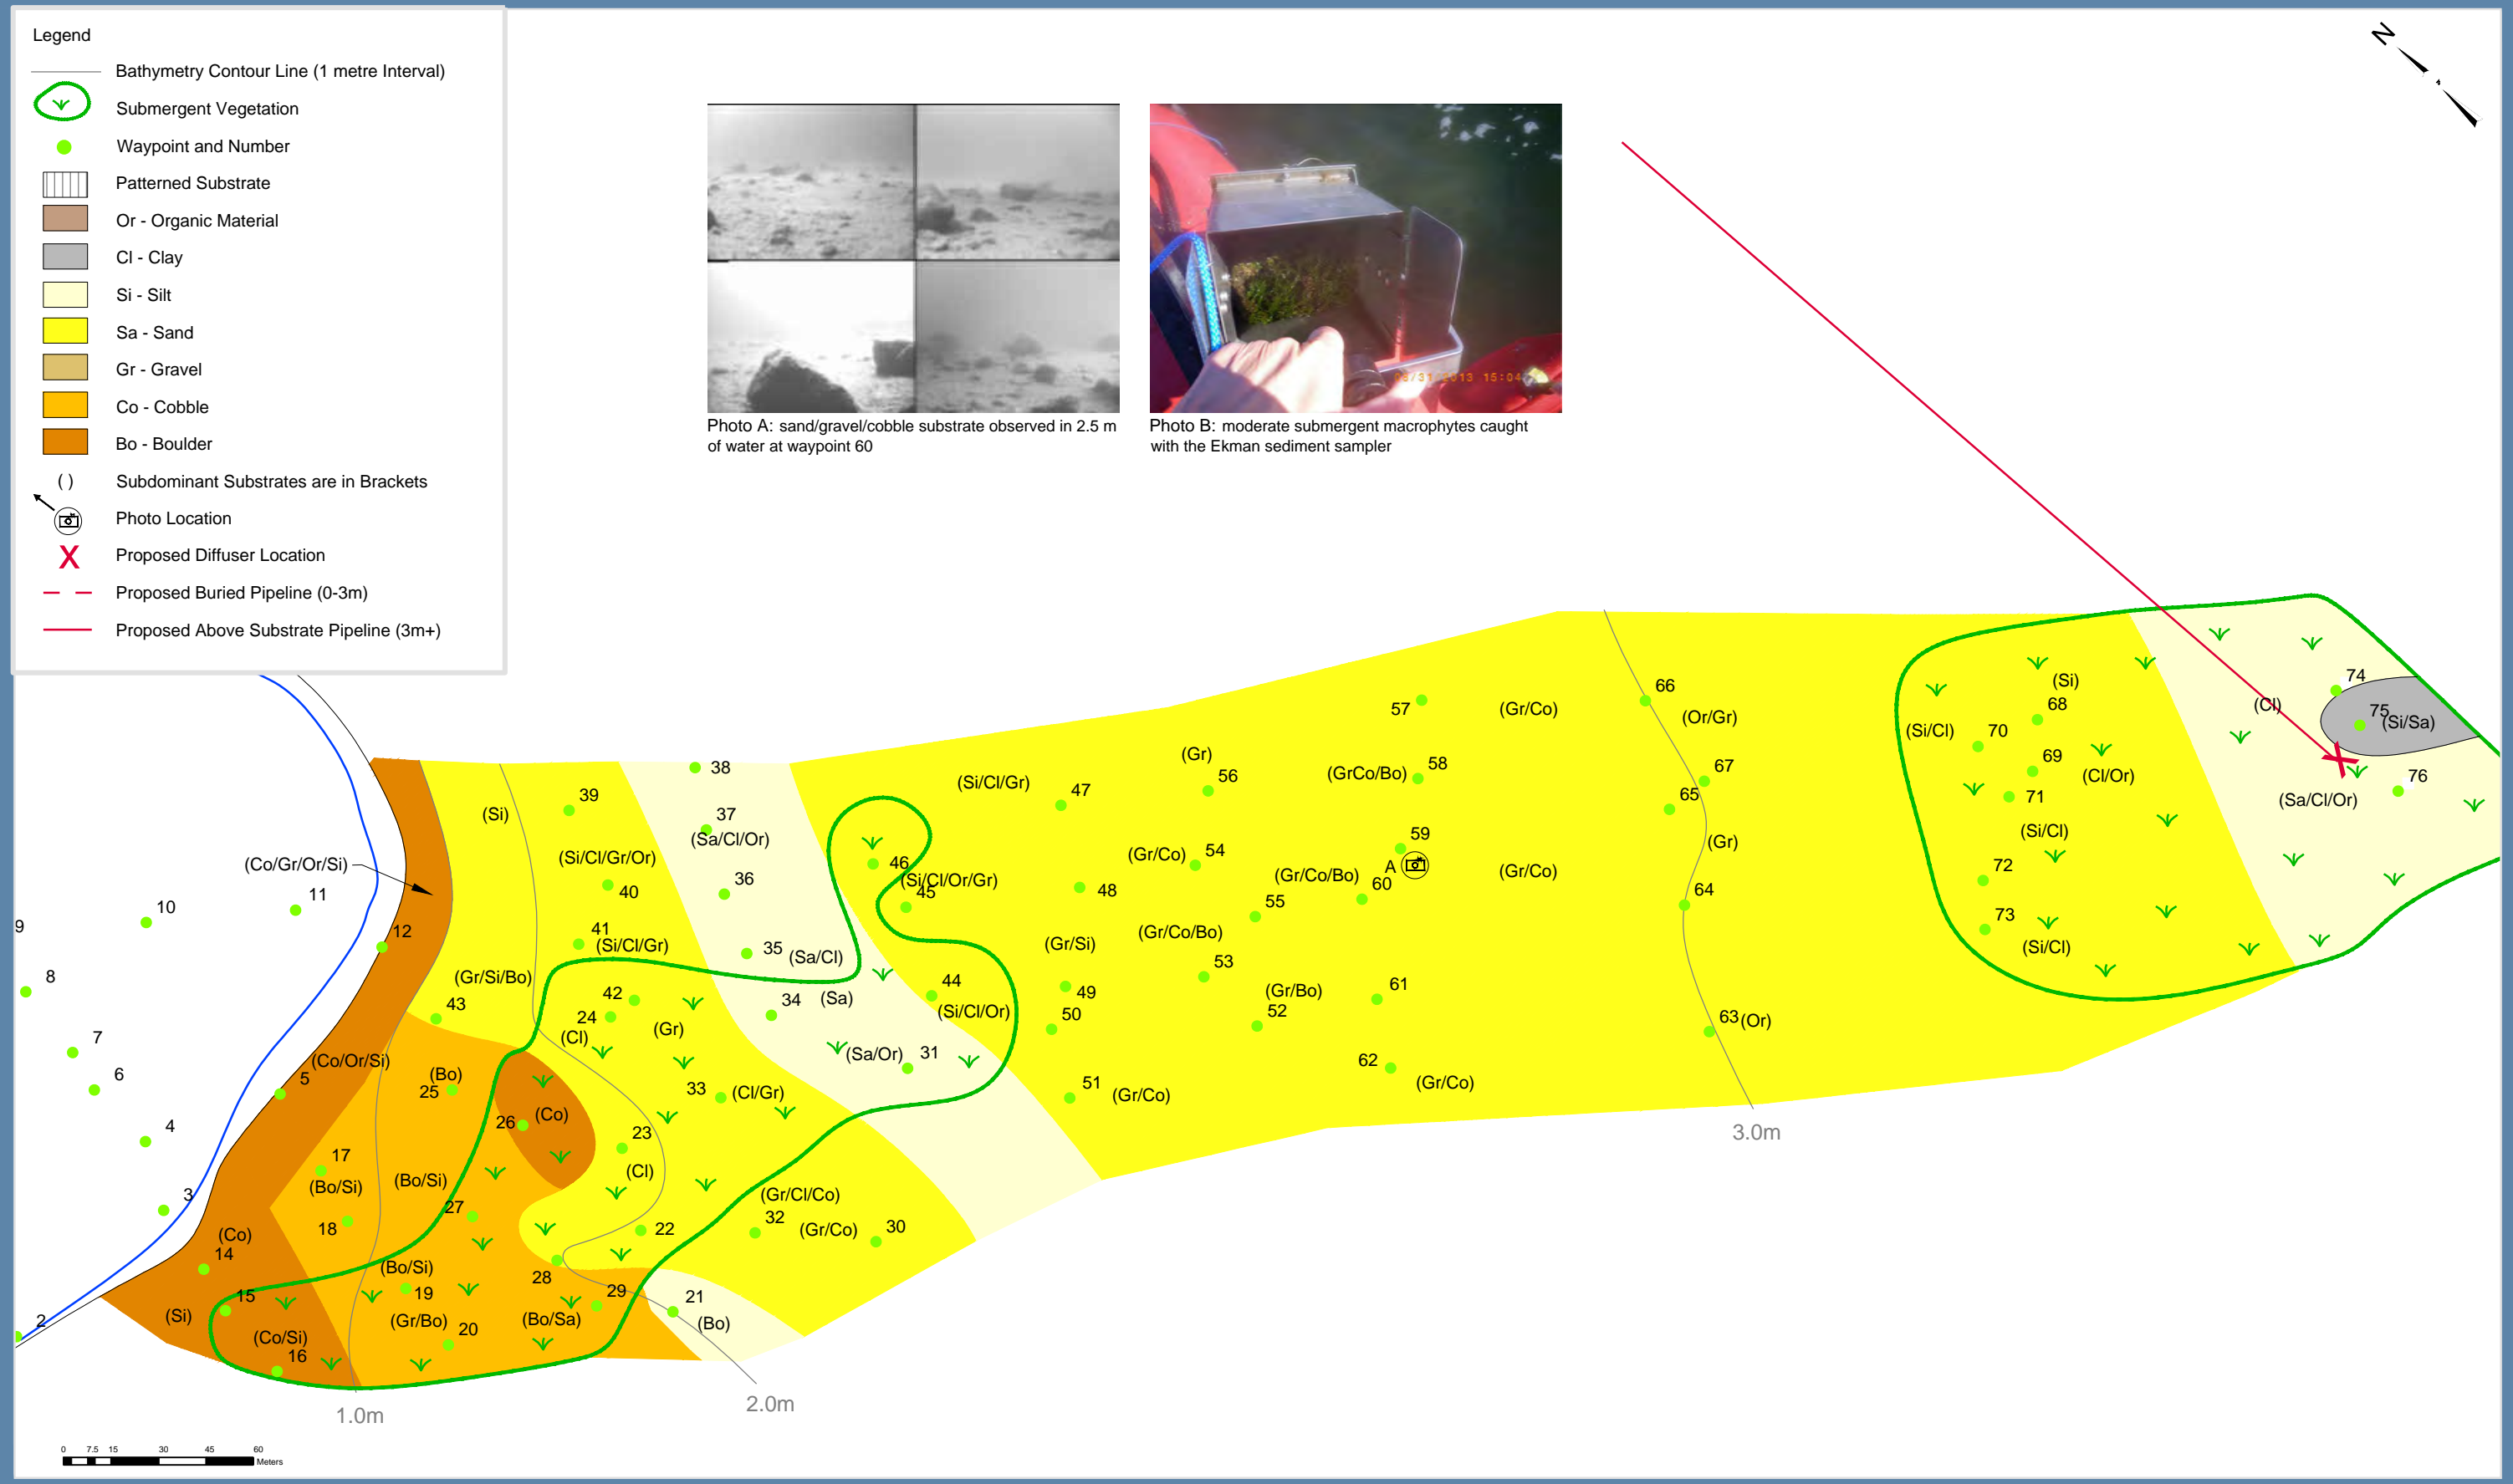 Legend
Bathymetry Contour Line (1 metre Interval)
Submergent Vegetation
Waypoint and Number
Patterned Substrate
Or - Organic Material
Cl - Clay
Si - Silt
Sa - Sand
Gr - Gravel
Co - Cobble
Bo - Boulder
( ) Subdominant Substrates are in Brackets
Photo Location
X Proposed Diffuser Location
Proposed Buried Pipeline (0-3m)
Proposed Above Substrate Pipeline (3m+)
N
Photo A: sand/gravel/cobble substrate observed in 2.5 m
of water at waypoint 60
Photo B: moderate submergent macrophytes caught
with the Ekman sediment sampler
9
10
11
8
7
6
4
3
2
(Co/Gr/Or/Si)
12
5
(Co/Or/Si)
(Co)
14
(Si)
15
(Co/Si)
16
17
(Bo/Si)
18
(Bo)
25
(Bo/Si)
27
(Bo/Si)
19
(Gr/Bo)
20
26
(Co)
28
29
(Bo/Sa)
(Si)
39
(Si/Cl/Gr/Or)
40
41
(Si/Cl/Gr)
(Gr/Si/Bo)
43
42
24
(Cl)
(Gr)
33
(Cl/Gr)
23
(Cl)
22
21
(Bo)
38
37
(Sa/Cl/Or)
36
35
(Sa/Cl)
34
(Sa)
(Sa/Or)
31
(Gr/Cl/Co)
32
(Gr/Co)
30
46
(Si/Cl/Or/Gr)
45
44
(Si/Cl/Or)
(Si/Cl/Gr)
47
48
(Gr/Si)
49
50
51
(Gr/Co)
(Gr)
56
(Gr/Co)
54
(Gr/Co/Bo)
55
(Gr/Co/Bo)
53
(Gr/Bo)
52
57
(Gr/Co)
(GrCo/Bo)
58
59
A
60
(Gr/Co)
61
62
(Gr/Co)
66
(Or/Gr)
67
65
(Gr)
64
63
(Or)
(Si)
68
(Si/Cl)
70
69
(Cl/Or)
71
(Si/Cl)
72
73
(Si/Cl)
74
(Cl)
75
(Si/Sa)
76
(Sa/Cl/Or)
3.0m
2.0m
1.0m
0 7.5 15 30 45 60
Meters